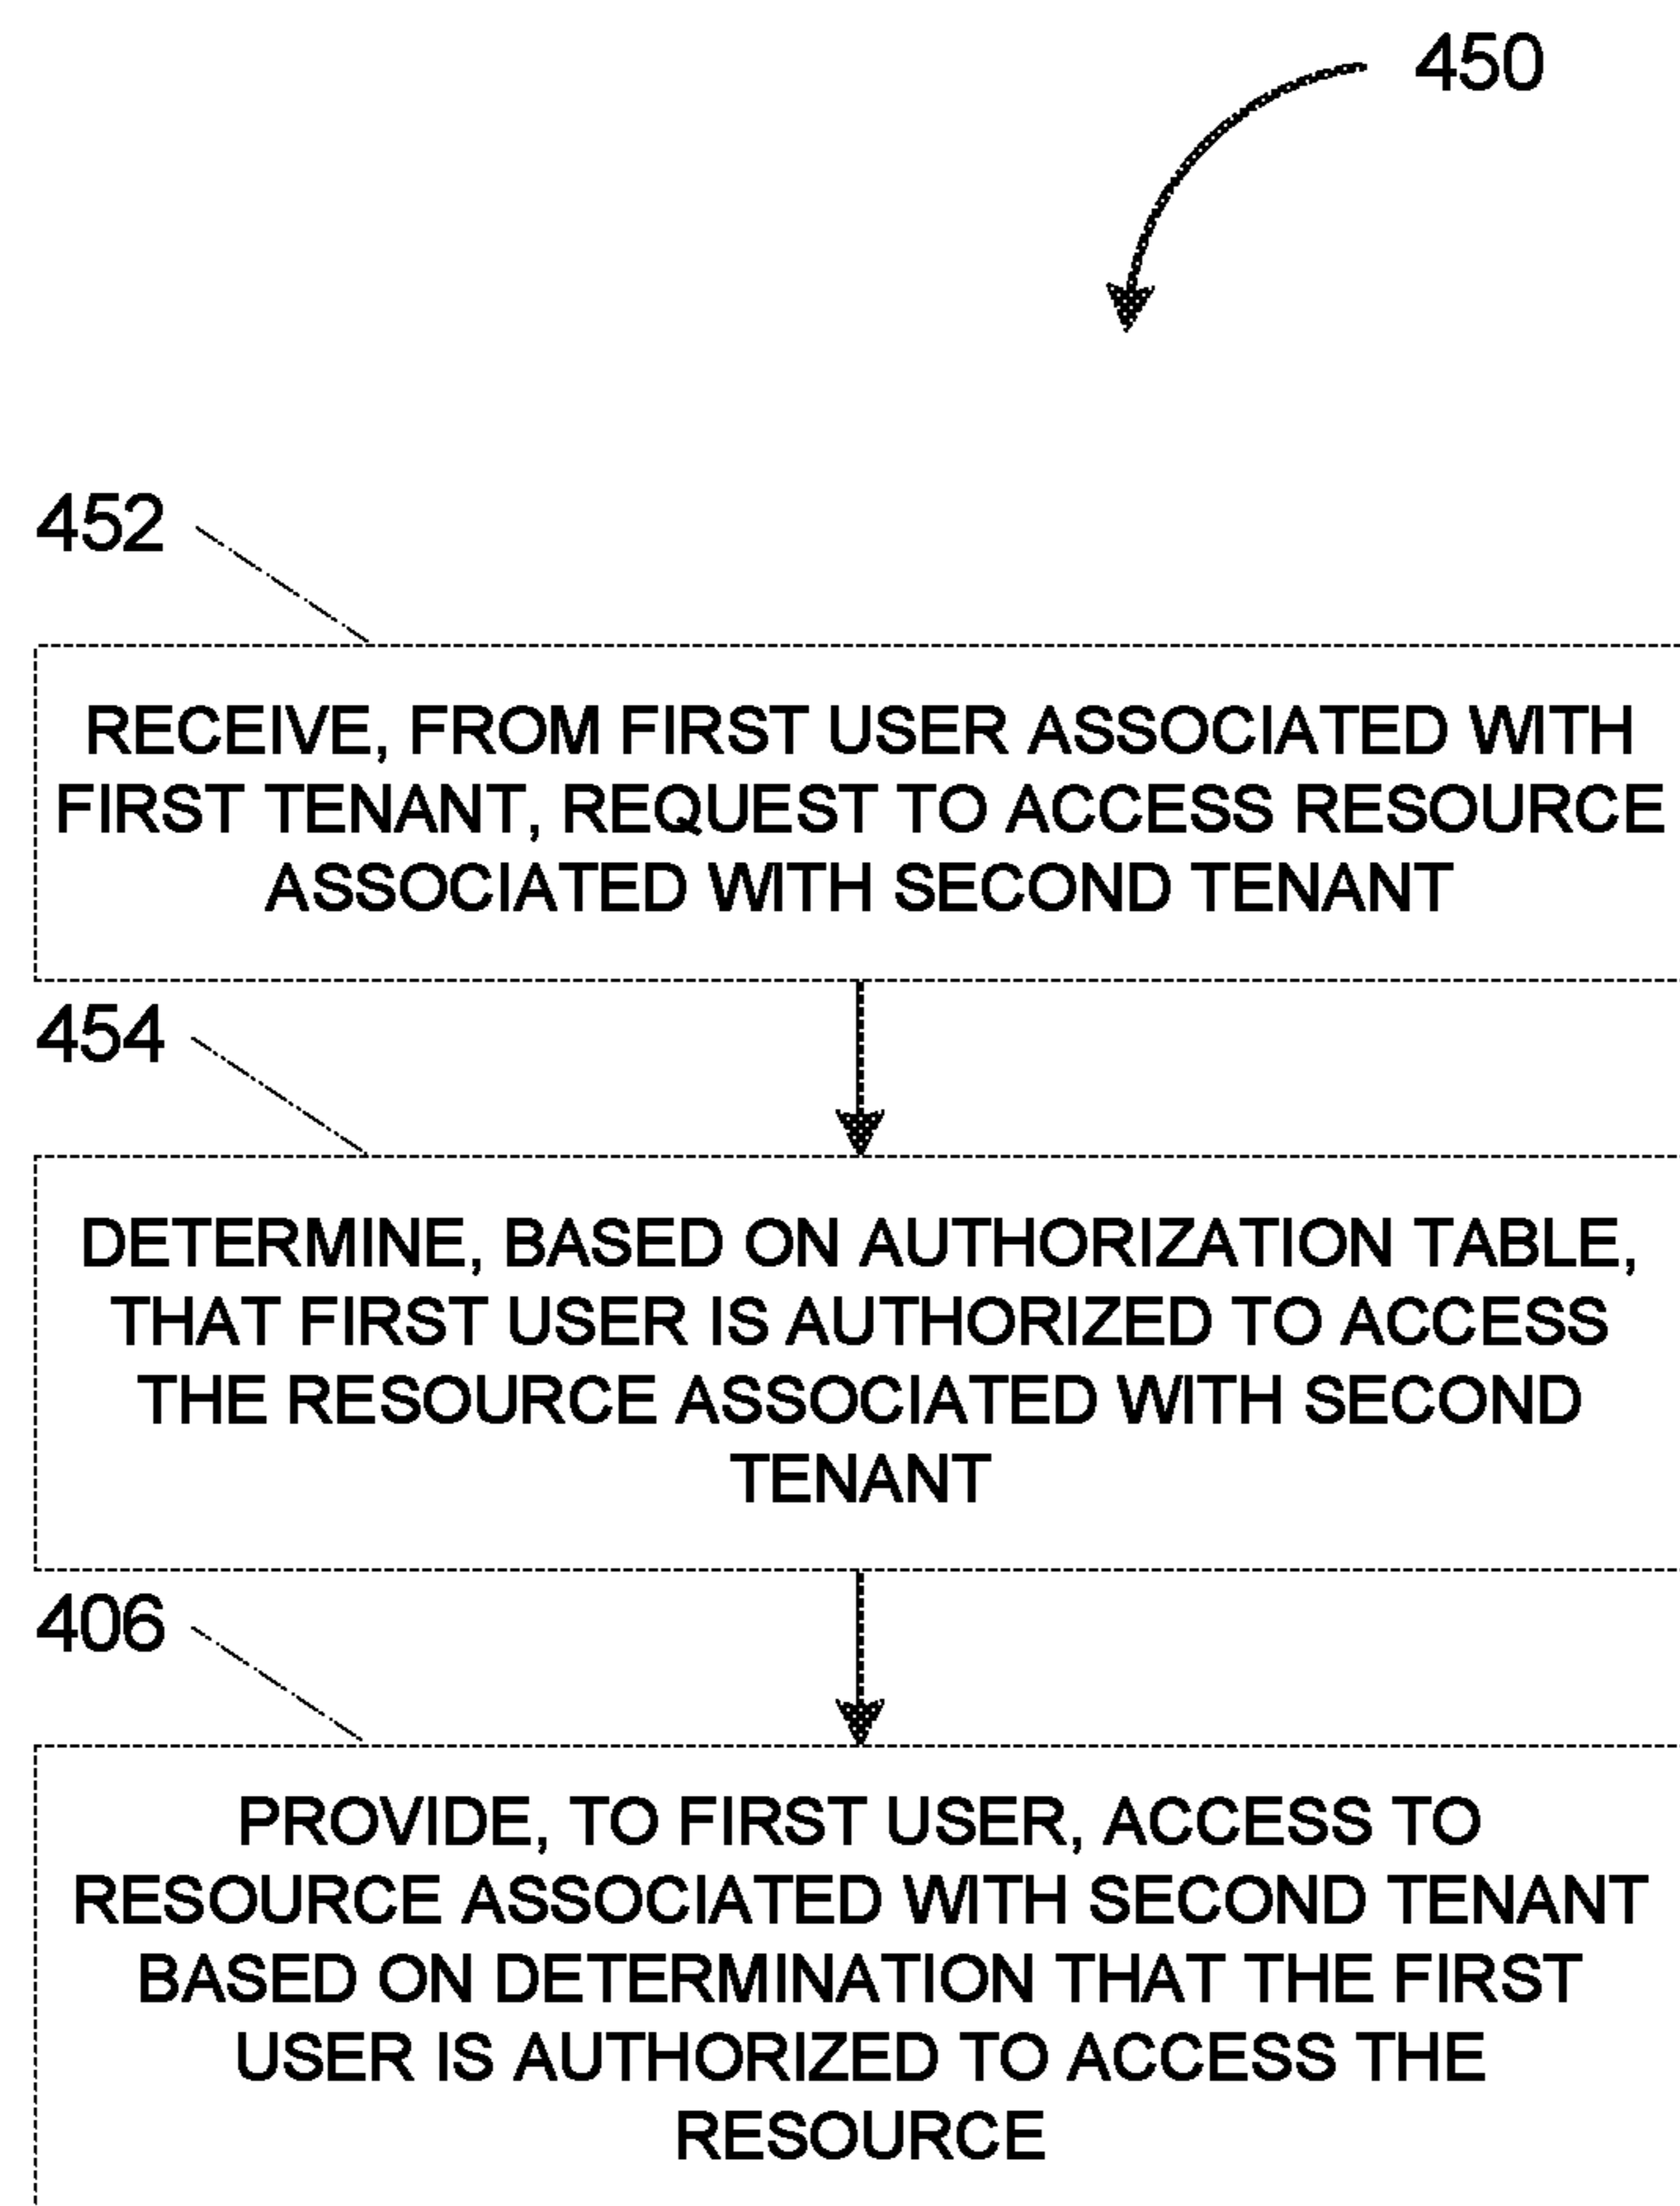 450
452
RECEIVE, FROM FIRST USER ASSOCIATED WITH
FIRST TENANT, REQUEST TO ACCESS RESOURCE
ASSOCIATED WITH SECOND TENANT
454
DETERMINE, BASED ON AUTHORIZATION TABLE,
THAT FIRST USER IS AUTHORIZED TO ACCESS
THE RESOURCE ASSOCIATED WITH SECOND
TENANT
406
PROVIDE, TO FIRST USER, ACCESS TO
RESOURCE ASSOCIATED WITH SECOND TENANT
BASED ON DETERMINATION THAT THE FIRST
USER IS AUTHORIZED TO ACCESS THE
RESOURCE